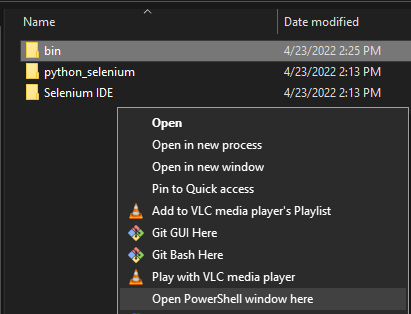 Name Date modified
bin 4/23/2022 2:25 PM
python_selenium 4/23/2022 2:13 PM
Selenium IDE 4/23/2022 2:13 PM
Open
Open in new process
Open in new window
Pin to Quick access
Add to VLC media player's Playlist
Git GUI Here
Git Bash Here
Play with VLC media player
Open PowerShell window here